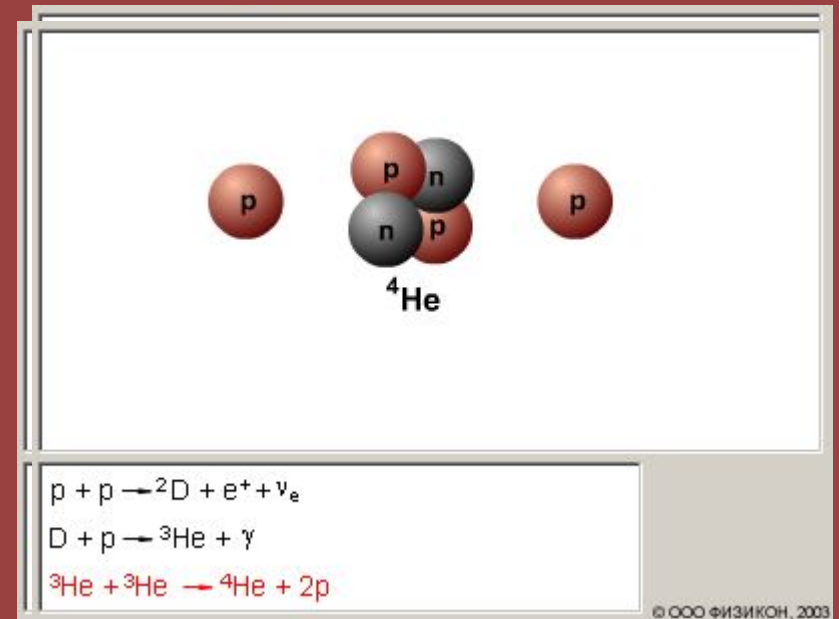 p
p
n
p
n
p
⁴He
p + p → ²D + e⁺ + νₑ
D + p → ³He + γ
³He + ³He → ⁴He + 2p
© ООО ФИЗИКОН, 2003